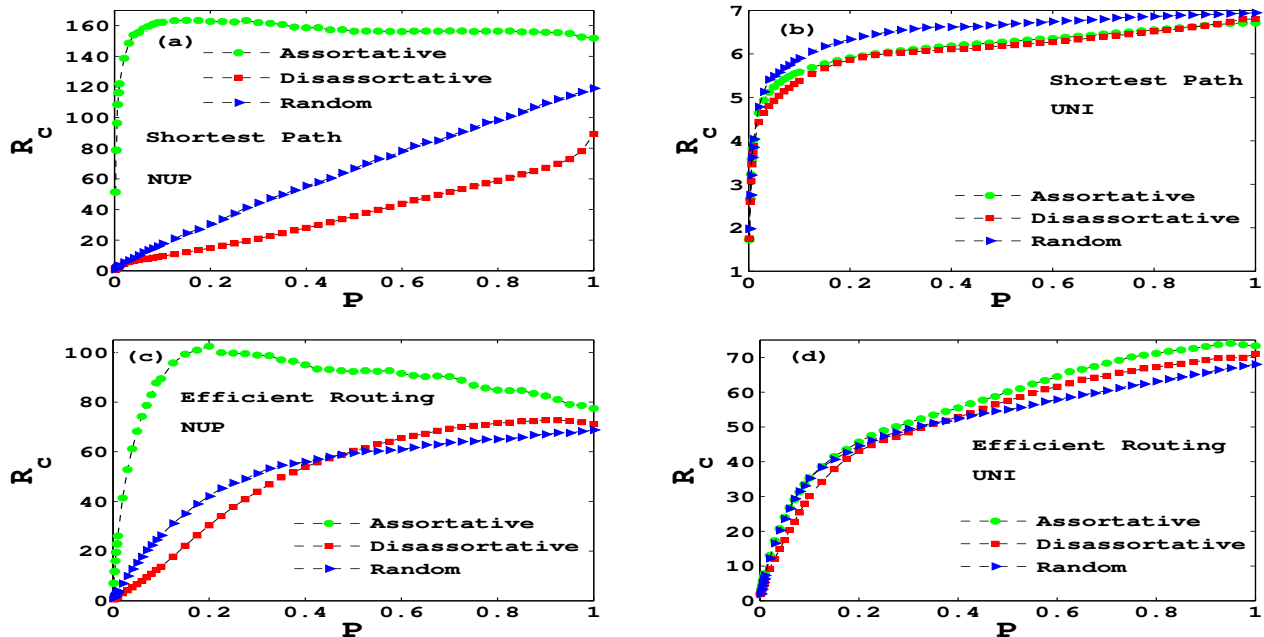 (a)
Assortative
Disassortative
Random
Shortest Path
NUP
R_c
160
140
120
100
80
60
40
20
0
0
0.2
0.4
0.6
0.8
1
P
(b)
Shortest Path
UNI
Assortative
Disassortative
Random
R_c
7
6
5
4
3
2
1
0
0.2
0.4
0.6
0.8
1
P
(c)
Efficient Routing
NUP
Assortative
Disassortative
Random
R_c
100
80
60
40
20
0
0
0.2
0.4
0.6
0.8
1
P
(d)
Efficient Routing
UNI
Assortative
Disassortative
Random
R_c
70
60
50
40
30
20
10
0
0
0.2
0.4
0.6
0.8
1
P